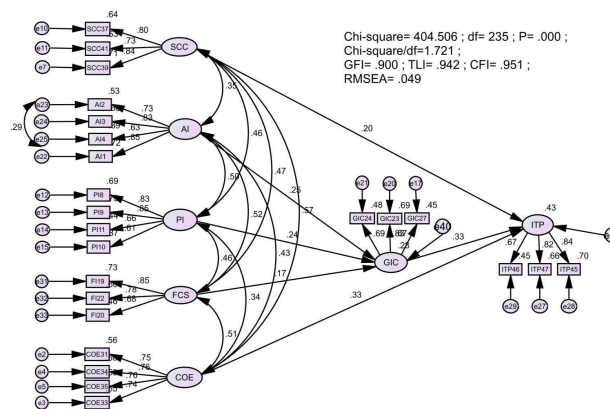 Chi-square= 404.506 ; df= 235 ; P= .000 ;
Chi-square/df=1.721 ;
GFI= .900 ; TLI= .942 ; CFI= .951 ;
RMSEA= .049
e10
SCC37
.64
.80
e11
SCC41
.73
e7
SCC39
.84
SCC
.35
e23
AI2
.53
.73
e24
AI3
.83
.29
e25
AI4
.63
e22
AI1
.85
AI
.46
.20
.47
.25
.57
.50
.52
e12
PI8
.69
.83
e13
PI9
.85
e14
PI11
.66
e15
PI10
.81
PI
.24
.46
.43
.17
.34
e31
FI19
.73
.85
e32
FI22
.78
e33
FI20
.68
FCS
.51
e2
COE31
.56
.75
e4
COE34
.76
e5
COE35
.76
e3
COE33
.74
COE
.33
e21
e20
e17
.48
.69
.45
GIC24
GIC23
GIC27
.69
e40
GIC
.33
ITP
.43
.67
.82
.84
.45
.66
.70
ITP46
ITP47
ITP45
e29
e27
e28